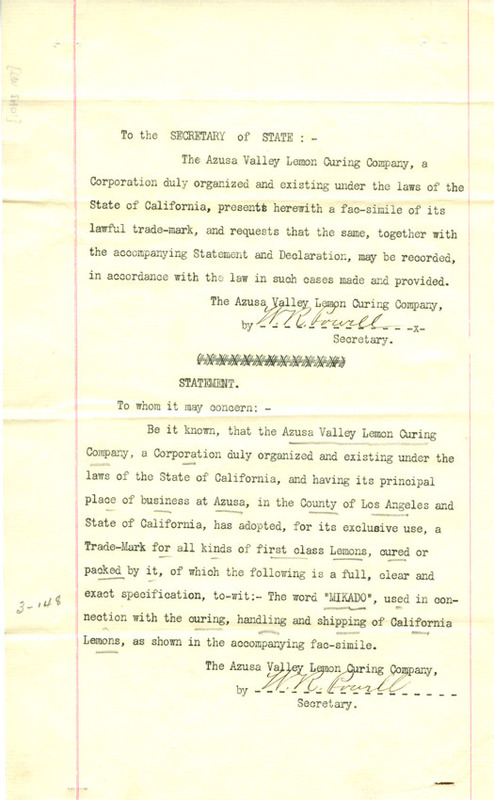 To the SECRETARY of STATE : -
The Azusa Valley Lemon Curing Company, a
Corporation duly organized and existing under the laws of the
State of California, presents herewith a fac-simile of its
lawful trade-mark, and requests that the same, together with
the accompanying Statement and Declaration, may be recorded,
in accordance with the law in such cases made and provided.
The Azusa Valley Lemon Curing Company,
by W. R. Powell -x-
Secretary.
STATEMENT.
To whom it may concern: -
Be it known, that the Azusa Valley Lemon Curing
Company, a Corporation duly organized and existing under the
laws of the State of California, and having its principal
place of business at Azusa, in the County of Los Angeles and
State of California, has adopted, for its exclusive use, a
Trade-Mark for all kinds of first class Lemons, cured or
packed by it, of which the following is a full, clear and
exact specification, to-wit:- The word "MIKADO", used in con-
nection with the curing, handling and shipping of California
Lemons, as shown in the accompanying fac-simile.
3-148
The Azusa Valley Lemon Curing Company,
by W. R. Powell
Secretary.